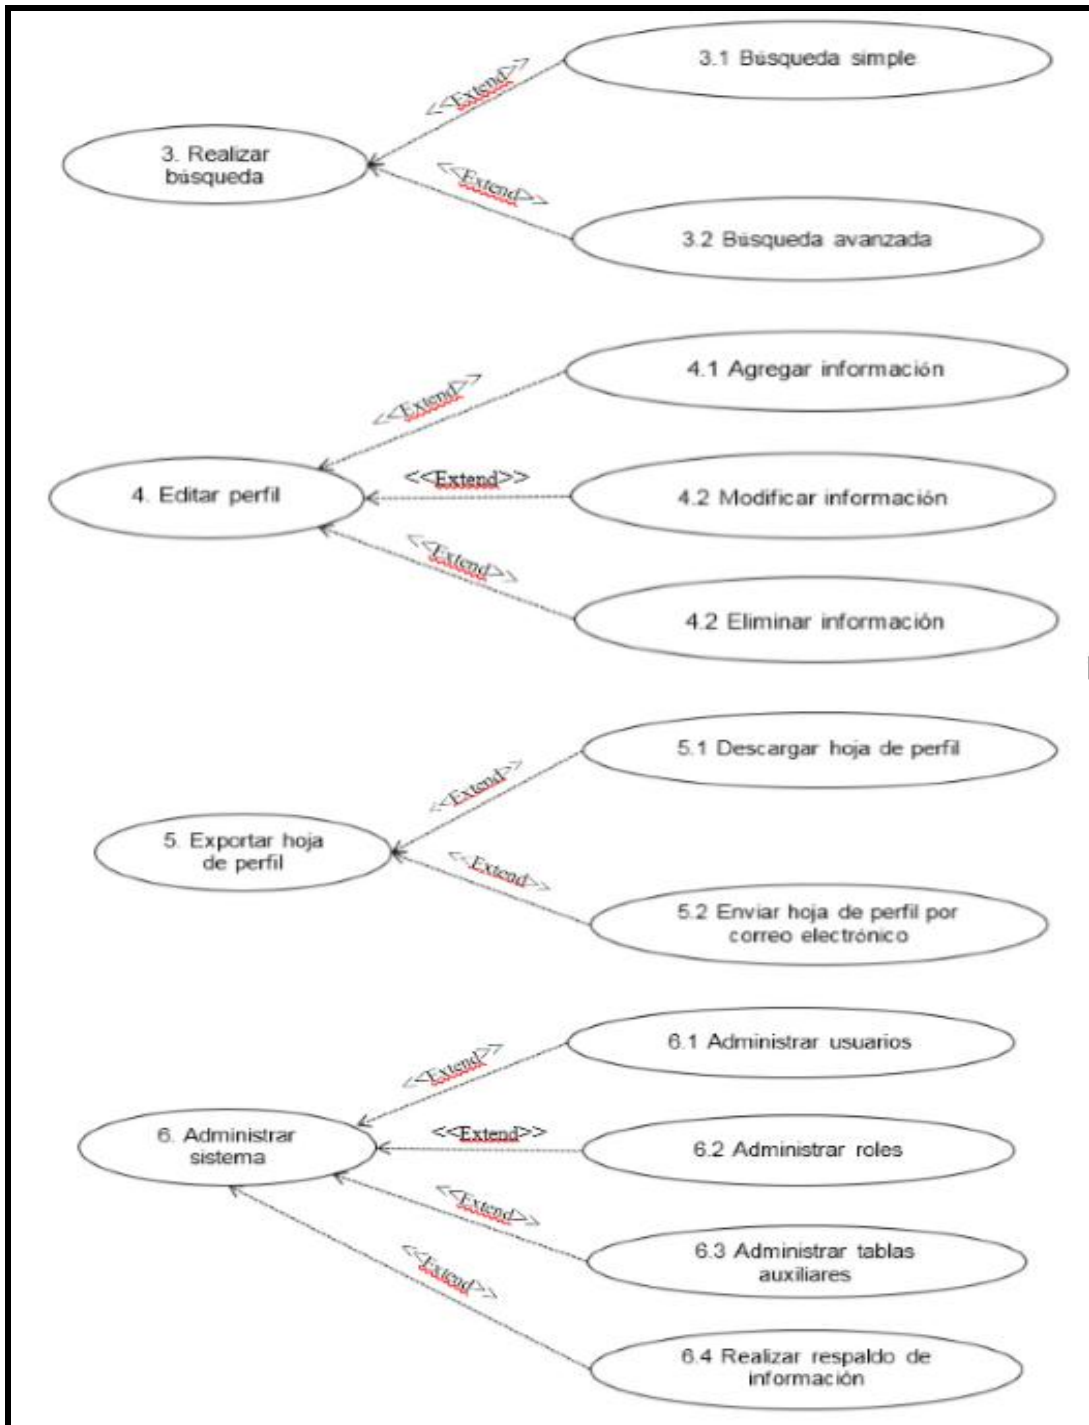 3.1 Búsqueda simple
<<Extend>>
3. Realizar
búsqueda
<<Extend>>
3.2 Búsqueda avanzada
4.1 Agregar información
<<Extend>>
4. Editar perfil
<<Extend>>
4.2 Modificar información
<<Extend>>
4.2 Eliminar información
5.1 Descargar hoja de perfil
<<Extend>>
5. Exportar hoja
de perfil
<<Extend>>
5.2 Enviar hoja de perfil por
correo electrónico
6.1 Administrar usuarios
<<Extend>>
6. Administrar
sistema
<<Extend>>
6.2 Administrar roles
<<Extend>>
6.3 Administrar tablas
auxiliares
<<Extend>>
6.4 Realizar respaldo de
información